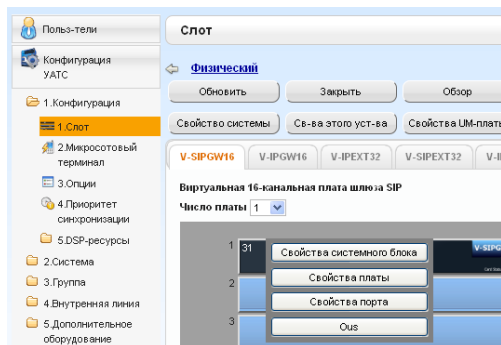 Польз-тели
Слот
Конфигурация
УАТС
Физический
Обновить
Закрыть
Обзор
1.Конфигурация
Свойство системы
Св-ва этого уст-ва
Свойства UM-плать
1.Слот
2.Микросотовый
терминал
V-SIPGW16
V-IPGW16
V-IPEXT32
V-SIPEXT32
3.Опции
Виртуальная 16-канальная плата шлюза SIP
4.Приоритет
синхронизации
Число платы 1
5.DSP-ресурсы
1
31
Свойства системного блока
V-SIPG
2.Система
2
Свойства платы
3.Группа
Свойства порта
4.Внутренняя линия
3
Ous
5.Дополнительное
оборудование